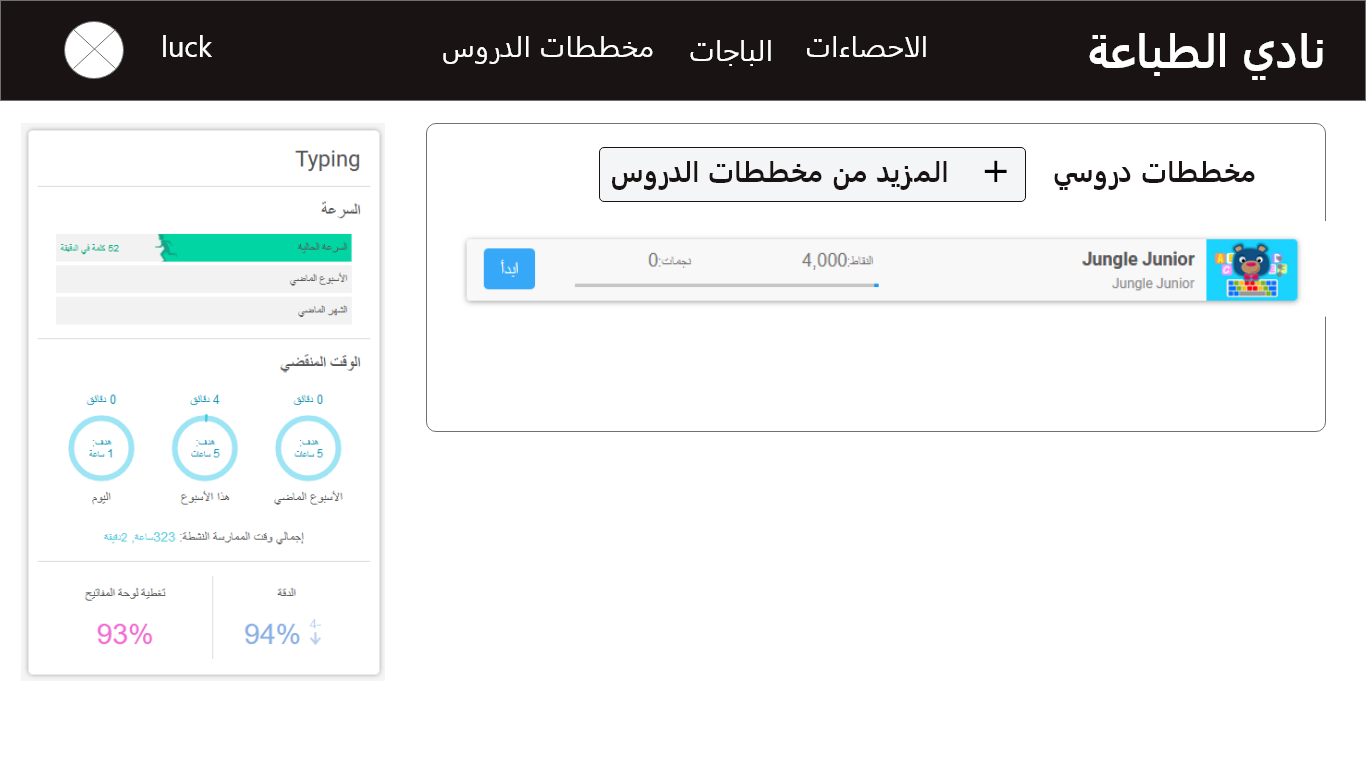 نادي الطباعة
الاحصاءات
الباجات
مخططات الدروس
luck
مخططات دروسي
+ المزيد من مخططات الدروس
Jungle Junior
Jungle Junior
النقاط:4,000
نجمات:0
ابدأ
Typing
السرعة
السرعة الحالية
52 كلمة في الدقيقة
الأسبوع الماضي
الشهر الماضي
الوقت المنقضي
0 دقائق
هدف:
5 ساعات
الأسبوع الماضي
4 دقائق
هدف:
5 ساعات
هذا الأسبوع
0 دقائق
هدف:
1 ساعة
اليوم
إجمالي وقت الممارسة النشطة: 323ساعة, 2دقيقة
الدقة
94%
-4
تغطية لوحة المفاتيح
93%